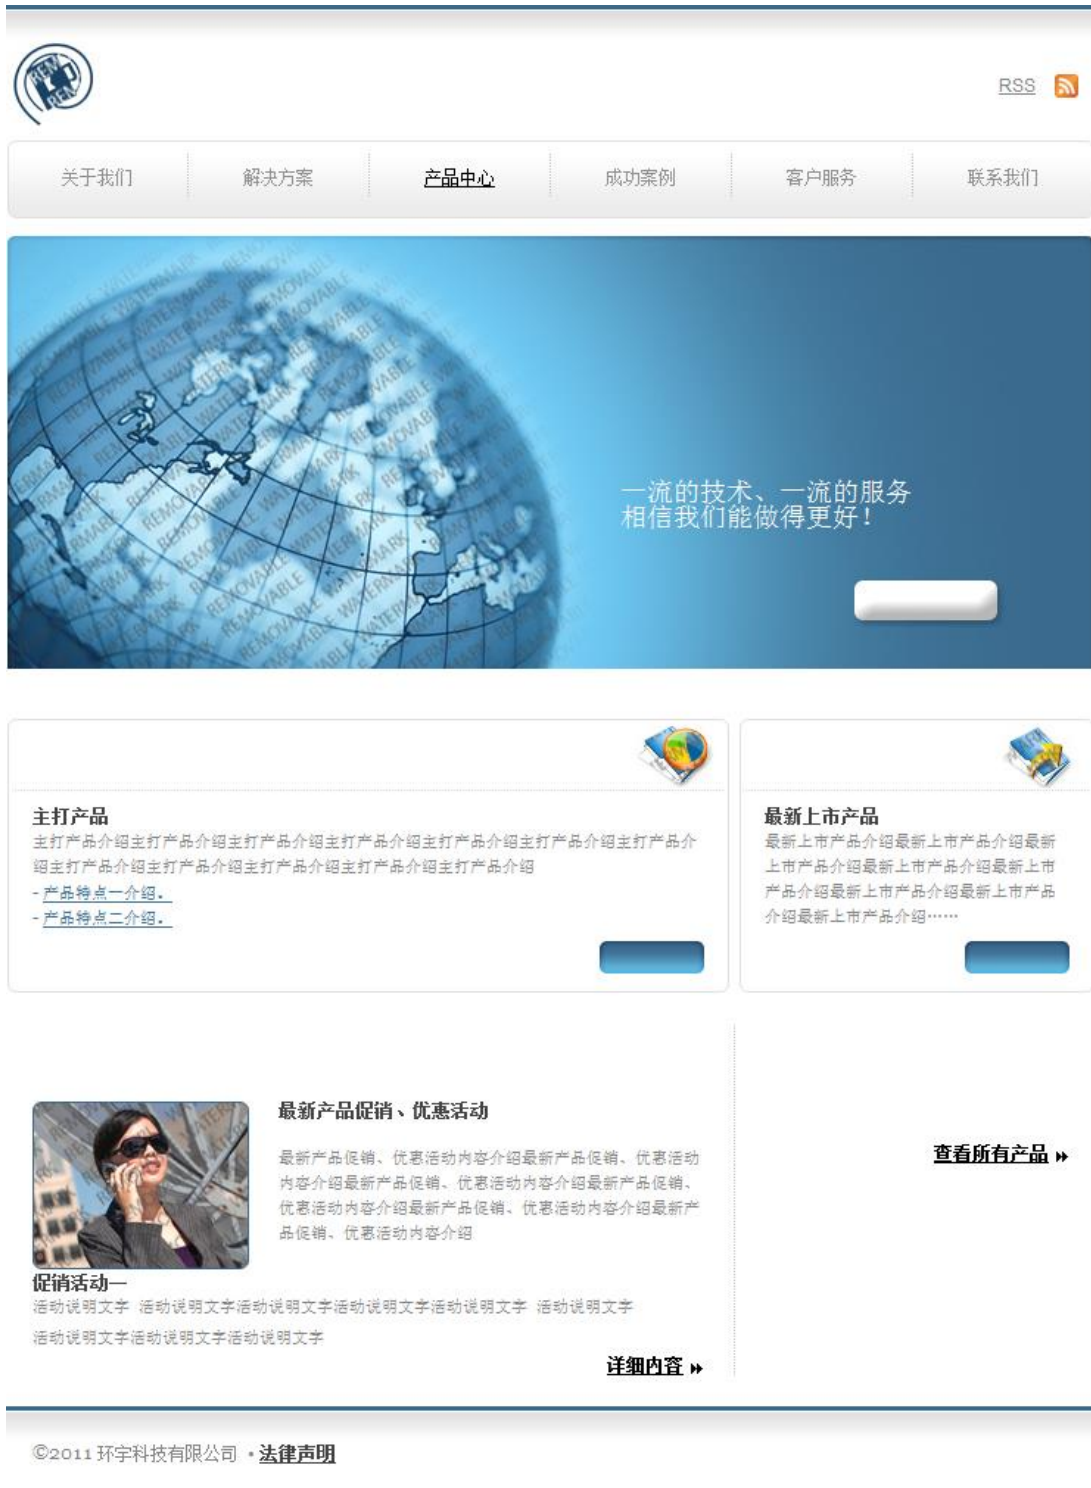 RSS
关于我们
解决方案
产品中心
成功案例
客户服务
联系我们
一流的技术、一流的服务
相信我们能做得更好！
主打产品
主打产品介绍主打产品介绍主打产品介绍主打产品介绍主打产品介绍主打产品介绍主打产品介
绍主打产品介绍主打产品介绍主打产品介绍主打产品介绍主打产品介绍
- 产品特点一介绍。
- 产品特点二介绍。
最新上市产品
最新上市产品介绍最新上市产品介绍最新
上市产品介绍最新上市产品介绍最新上市
产品介绍最新上市产品介绍最新上市产品
介绍最新上市产品介绍……
最新产品促销、优惠活动
最新产品促销、优惠活动内容介绍最新产品促销、优惠活动
内容介绍最新产品促销、优惠活动内容介绍最新产品促销、
优惠活动内容介绍最新产品促销、优惠活动内容介绍最新产
品促销、优惠活动内容介绍
促销活动一
活动说明文字 活动说明文字活动说明文字活动说明文字活动说明文字 活动说明文字
活动说明文字活动说明文字活动说明文字
详细内容
查看所有产品
©2011 环宇科技有限公司 • 法律声明